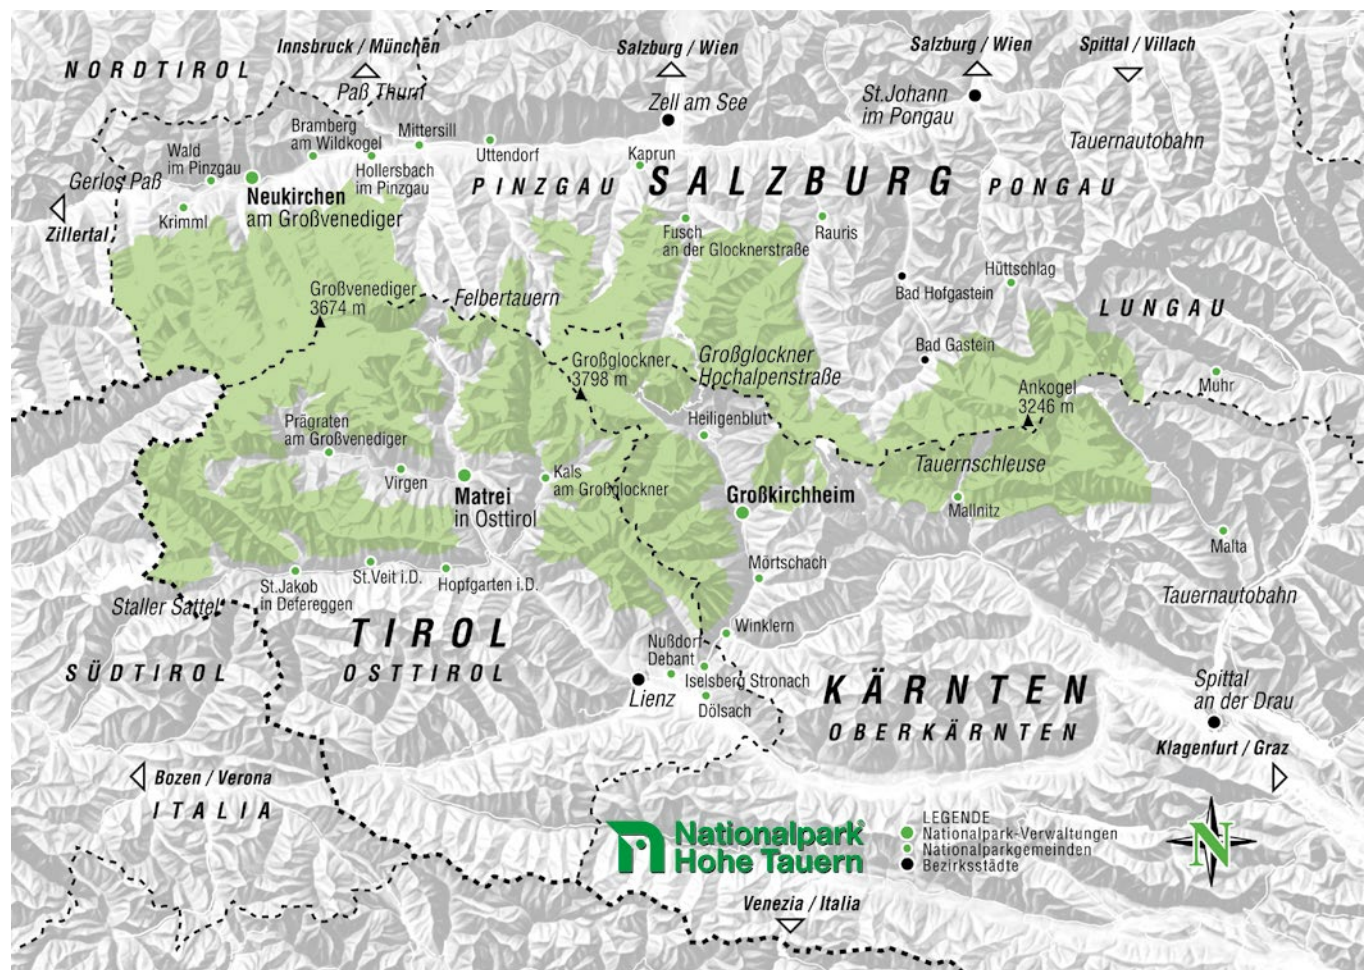 Innsbruck / München
Salzburg / Wien
Salzburg / Wien
Spittal / Villach
NORDTIROL
Paß Thurn
Zell am See
St.Johann
im Pongau
Tauernautobahn
Bramberg
am Wildkogel
Mittersill
Wald
im Pinzgau
Hollersbach
im Pinzgau
Uttendorf
Kaprun
Gerlos Paß
Neukirchen
am Großvenediger
PINZGAU
SALZBURG
PONGAU
Krimml
Zillertal
Fusch
an der Glocknerstraße
Rauris
Hüttschlag
Bad Hofgastein
Großvenediger
3674 m
Felbertauern
LUNGAU
Bad Gastein
Großglockner
3798 m
Großglockner
Hochalpenstraße
Ankogel
3246 m
Muhr
Prägraten
am Großvenediger
Heiligenblut
Virgen
Matrei
in Osttirol
Kals
am Großglockner
Tauernschleuse
Großkirchheim
Mallnitz
Malta
St.Jakob
in Defereggen
St.Veit i.D.
Hopfgarten i.D.
Mörtschach
Staller Sattel
Tauernautobahn
TIROL
OSTTIROL
Winklern
Nußdorf
Debant
Iselsberg Stronach
SÜDTIROL
Lienz
Dölsach
KÄRNTEN
OBERKÄRNTEN
Spittal
an der Drau
Klagenfurt / Graz
Bozen / Verona
ITALIA
Nationalpark
Hohe Tauern
LEGENDE
Nationalpark-Verwaltungen
Nationalparkgemeinden
Bezirksstädte
N
Venezia / Italia